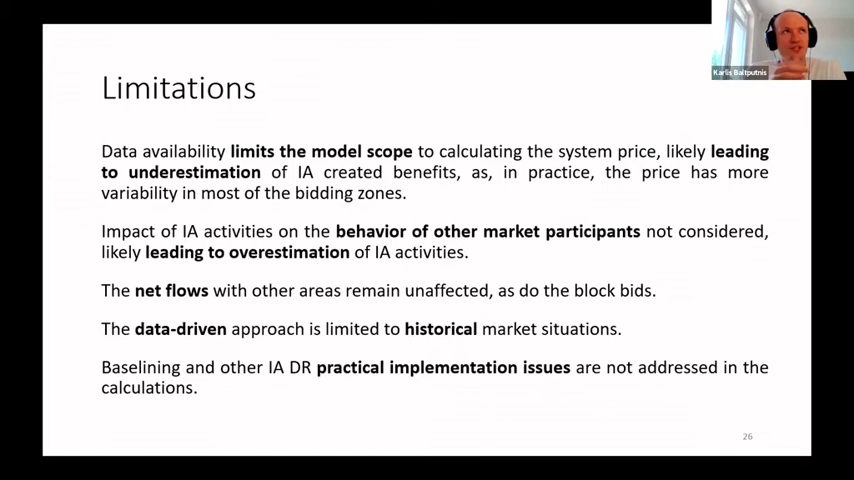 Karlis Baltputnis
Limitations
Data availability limits the model scope to calculating the system price, likely leading
to underestimation of IA created benefits, as, in practice, the price has more
variability in most of the bidding zones.
Impact of IA activities on the behavior of other market participants not considered,
likely leading to overestimation of IA activities.
The net flows with other areas remain unaffected, as do the block bids.
The data-driven approach is limited to historical market situations.
Baselining and other IA DR practical implementation issues are not addressed in the
calculations.
26